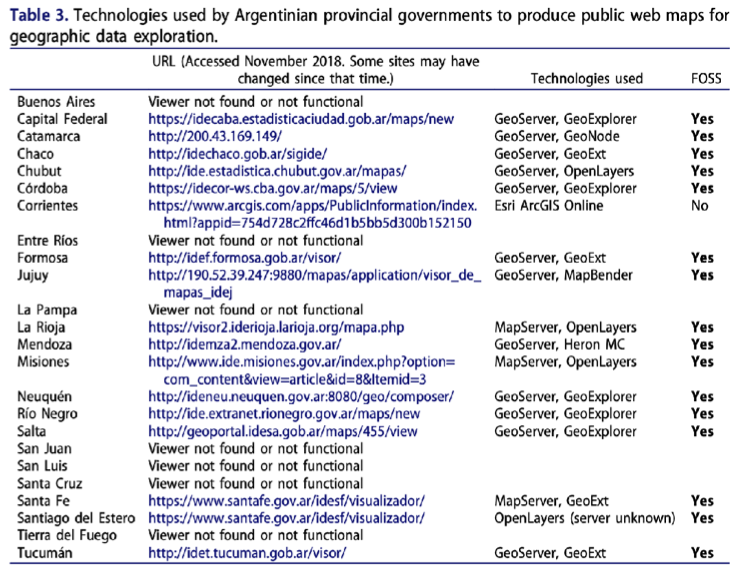 Table 3. Technologies used by Argentinian provincial governments to produce public web maps for
geographic data exploration.
URL (Accessed November 2018. Some sites may have
changed since that time.) Technologies used FOSS
Buenos Aires Viewer not found or not functional
Capital Federal https://idecaba.estadisticaciudad.gob.ar/maps/new GeoServer, GeoExplorer Yes
Catamarca http://200.43.169.149/ GeoServer, GeoNode Yes
Chaco http://idechaco.gob.ar/sigide/ GeoServer, GeoExt Yes
Chubut http://ide.estadistica.chubut.gov.ar/mapas/ GeoServer, OpenLayers Yes
Córdoba https://idecor-ws.cba.gov.ar/maps/5/view GeoServer, GeoExplorer Yes
Corrientes https://www.arcgis.com/apps/PublicInformation/index. Esri ArcGIS Online No
html?appid=754d728c2ffc46d1b5bb5d300b152150
Entre Ríos Viewer not found or not functional
Formosa http://idef.formosa.gob.ar/visor/ GeoServer, GeoExt Yes
Jujuy http://190.52.39.247:9880/mapas/application/visor_de_ GeoServer, MapBender Yes
mapas_idej
La Pampa Viewer not found or not functional
La Rioja https://visor2.iderioja.larioja.org/mapa.php MapServer, OpenLayers Yes
Mendoza http://idemza2.mendoza.gov.ar/ GeoServer, Heron MC Yes
Misiones http://www.ide.misiones.gov.ar/index.php?option= MapServer, OpenLayers Yes
com_content&view=article&id=8&Itemid=3
Neuquén http://ideneu.neuquen.gov.ar:8080/geo/composer/ GeoServer, GeoExplorer Yes
Río Negro http://ide.extranet.rionegro.gov.ar/maps/new GeoServer, GeoExplorer Yes
Salta http://geoportal.idesa.gob.ar/maps/455/view GeoServer, GeoExplorer Yes
San Juan Viewer not found or not functional
San Luis Viewer not found or not functional
Santa Cruz Viewer not found or not functional
Santa Fe https://www.santafe.gov.ar/idesf/visualizador/ MapServer, GeoExt Yes
Santiago del Estero https://www.santafe.gov.ar/idesf/visualizador/ OpenLayers (server unknown) Yes
Tierra del Fuego Viewer not found or not functional
Tucumán http://idet.tucuman.gob.ar/visor/ GeoServer, GeoExt Yes